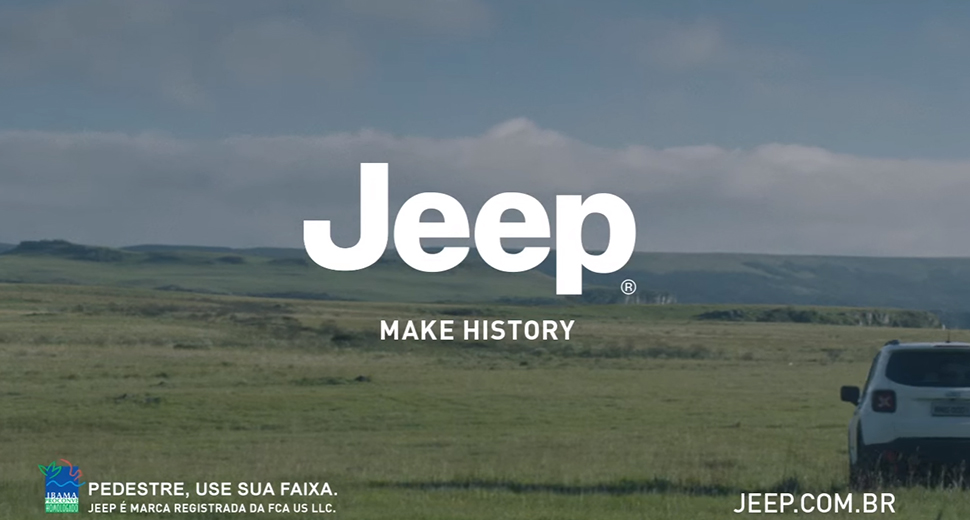 Jeep®
MAKE HISTORY
IBAMA
PROCONVE
HOMOLOGADO
PEDESTRE, USE SUA FAIXA.
JEEP É MARCA REGISTRADA DA FCA US LLC.
JEEP.COM.BR